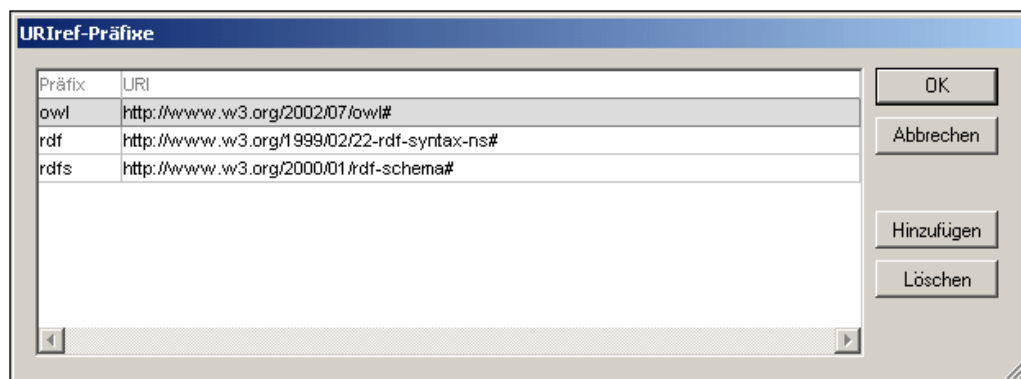 URIref-Präfixe
Präfix URI
owl http://www.w3.org/2002/07/owl#
rdf http://www.w3.org/1999/02/22-rdf-syntax-ns#
rdfs http://www.w3.org/2000/01/rdf-schema#
OK
Abbrechen
Hinzufügen
Löschen